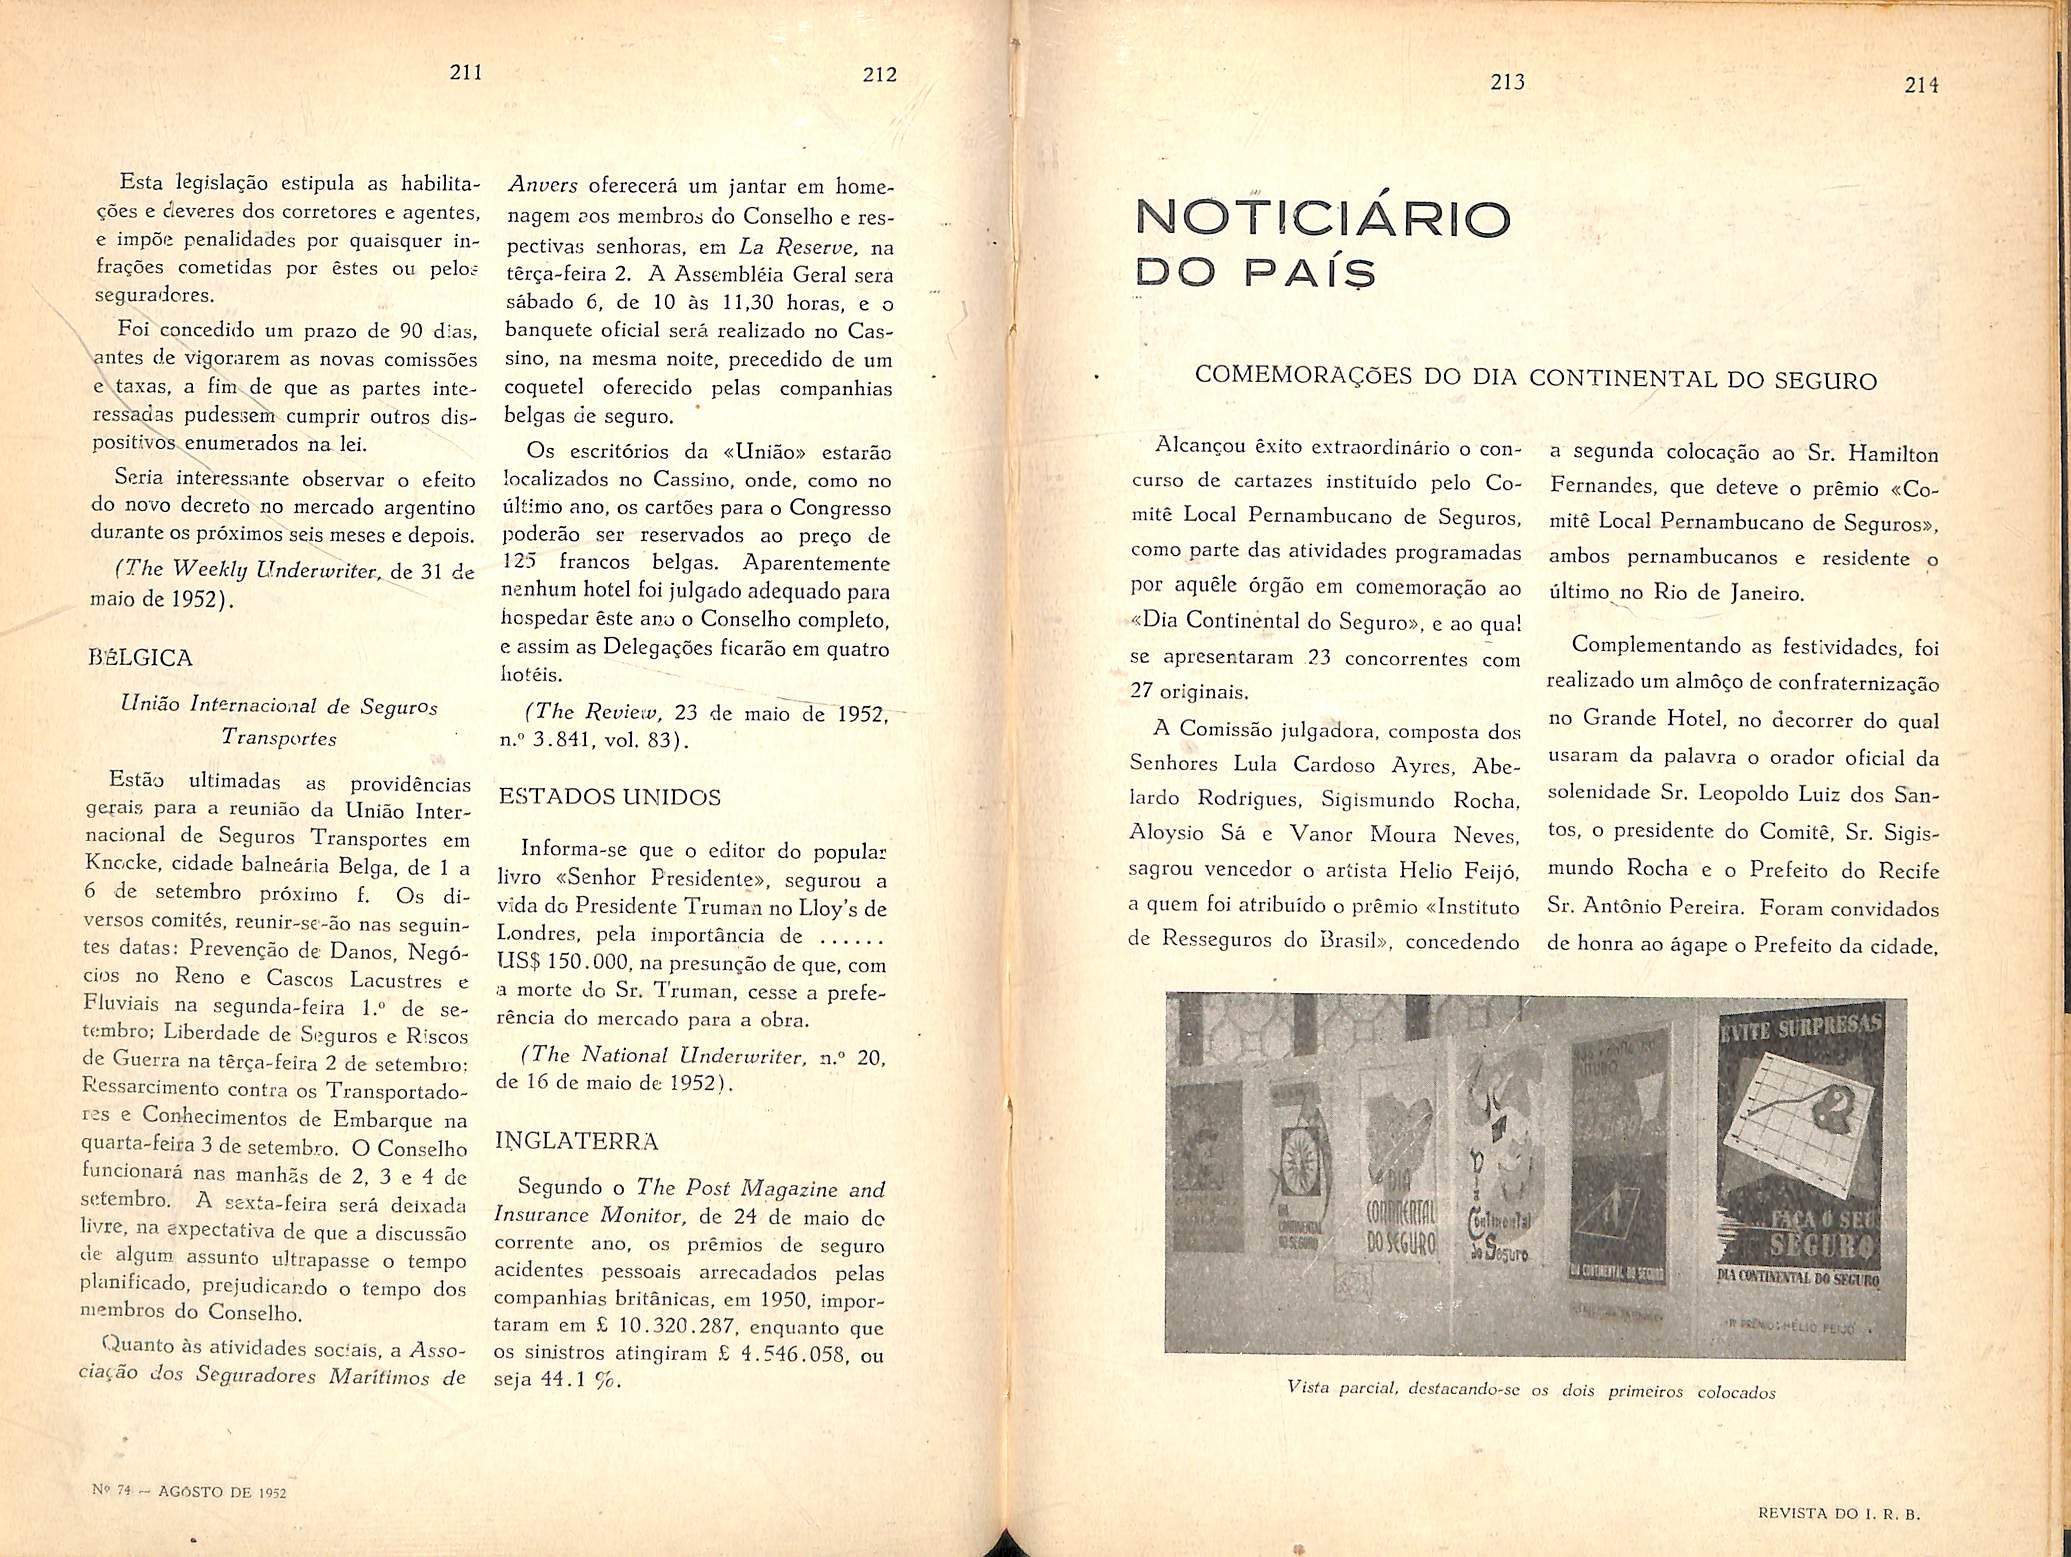 211
212
Esta legislação estipula as habilita-
ções e deveres dos corretores e agentes,
e impõe penalidades por quaisquer in-
frações cometidas por êstes ou pelos
seguradores.
Foi concedido um prazo de 90 dias,
antes de vigorarem as novas comissões
e taxas, a fim de que as partes inte-
ressadas pudessem cumprir outros dis-
positivos enumerados na lei.
Seria interessante observar o efeito
do novo decreto no mercado argentino
durante os próximos seis meses e depois.
(The Weekly Underwriter, de 31 de
maio de 1952).
BÉLGICA
União Internacional de Seguros
Transportes
Estão ultimadas as providências
gerais para a reunião da União Inter-
nacional de Seguros Transportes em
Knocke, cidade balneária Belga, de 1 a
6 de setembro próximo f. Os di-
versos comités, reunir-se-ão nas seguin-
tes datas: Prevenção de Danos, Negó-
cios no Reno e Cascos Lacustres e
Fluviais na segunda-feira 1.º de se-
tembro; Liberdade de Seguros e Riscos
de Guerra na têrça-feira 2 de setembro;
Ressarcimento contra os Transportado-
res e Conhecimentos de Embarque na
quarta-feira 3 de setembro. O Conselho
funcionará nas manhãs de 2, 3 e 4 de
setembro. A sexta-feira será deixada
livre, na expectativa de que a discussão
de algum assunto ultrapasse o tempo
planificado, prejudicando o tempo dos
membros do Conselho.
Quanto às atividades sociais, a Asso-
ciação dos Seguradores Marítimos de
Anvers oferecerá um jantar em home-
nagem aos membros do Conselho e res-
pectivas senhoras, em La Reserve, na
têrça-feira 2. A Assembléia Geral sera
sábado 6, de 10 às 11,30 horas, e o
banquete oficial será realizado no Cas-
sino, na mesma noite, precedido de um
coquetel oferecido pelas companhias
belgas de seguro.
Os escritórios da «União» estarão
localizados no Cassino, onde, como no
último ano, os cartões para o Congresso
poderão ser reservados ao preço de
125 francos belgas. Aparentemente
nenhum hotel foi julgado adequado para
hospedar êste ano o Conselho completo,
e assim as Delegações ficarão em quatro
hotéis.
(The Review, 23 de maio de 1952,
n.º 3.841, vol. 83).
ESTADOS UNIDOS
Informa-se que o editor do popular
livro «Senhor Presidente», segurou a
vida do Presidente Truman no Lloy's de
Londres, pela importância de ......
US$ 150.000, na presunção de que, com
a morte do Sr. Truman, cesse a prefe-
rência do mercado para a obra.
(The National Underwriter, n.º 20,
de 16 de maio de 1952).
INGLATERRA
Segundo o The Post Magazine and
Insurance Monitor, de 24 de maio do
corrente ano, os prêmios de seguro
acidentes pessoais arrecadados pelas
companhias britânicas, em 1950, impor-
taram em £ 10.320.287, enquanto que
os sinistros atingiram £ 4.546.058, ou
seja 44.1 %.
Nº 74 — AGÔSTO DE 1952
213
214
NOTICIÁRIO
DO PAÍS
COMEMORAÇÕES DO DIA CONTINENTAL DO SEGURO
Alcançou êxito extraordinário o con-
curso de cartazes instituído pelo Co-
mitê Local Pernambucano de Seguros,
como parte das atividades programadas
por aquêle órgão em comemoração ao
«Dia Continental do Seguro», e ao qual
se apresentaram 23 concorrentes com
27 originais.
A Comissão julgadora, composta dos
Senhores Lula Cardoso Ayres, Abe-
lardo Rodrigues, Sigismundo Rocha,
Aloysio Sá e Vanor Moura Neves,
sagrou vencedor o artista Helio Feijó,
a quem foi atribuído o prêmio «Instituto
de Resseguros do Brasil», concedendo
a segunda colocação ao Sr. Hamilton
Fernandes, que deteve o prêmio «Co-
mitê Local Pernambucano de Seguros»,
ambos pernambucanos e residente o
último no Rio de Janeiro.
Complementando as festividades, foi
realizado um almôço de confraternização
no Grande Hotel, no decorrer do qual
usaram da palavra o orador oficial da
solenidade Sr. Leopoldo Luiz dos San-
tos, o presidente do Comitê, Sr. Sigis-
mundo Rocha e o Prefeito do Recife
Sr. Antônio Pereira. Foram convidados
de honra ao ágape o Prefeito da cidade,
DIA
CONTINENTAL
DO SEGURO
DIA
CONTINENTAL
DO SEGURO
Dia
Continental
do Seguro
FUTURO
DIA CONTINENTAL DO SEGURO
EVITE SURPRESAS
FAÇA O SEU
SEGURO
DIA CONTINENTAL DO SEGURO
1º PRÊMIO: HÉLIO FEIJÓ
Vista parcial, destacando-se os dois primeiros colocados
REVISTA DO I. R. B.